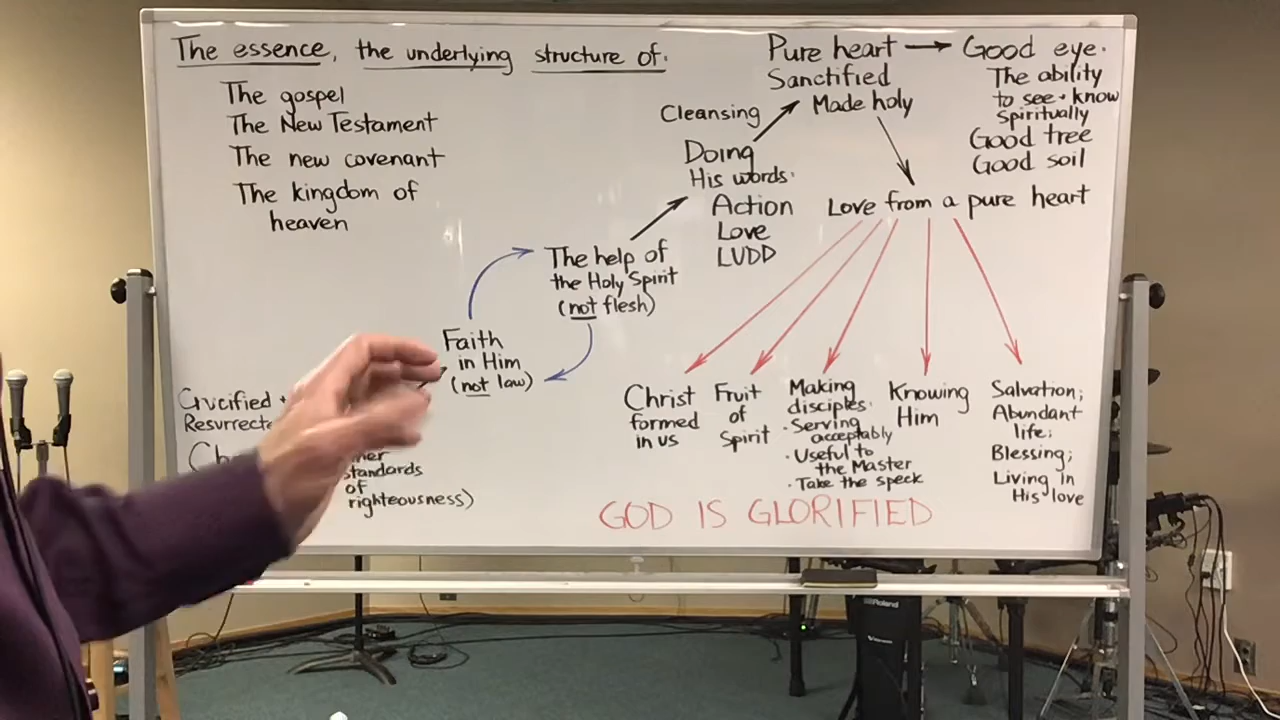 The essence, the underlying structure of:
The gospel
The New Testament
The new covenant
The kingdom of
heaven
Crucified
Faith
in Him
(not law)
standards
of
righteousness)
The help of
the Holy Spirit
(not flesh)
Doing
His words.
Action
Love
LUDD
Cleansing
Pure heart → Good eye.
Sanctified
Made holy
The ability
to see + know
spiritually
Good tree
Good soil
Love from a pure heart
Christ
formed
in us
Fruit
of
Spirit
Making
disciples.
• Serving
acceptably
• Useful to
the Master
• Take the speck
Knowing
Him
Salvation;
Abundant
life;
Blessing;
Living in
His love
GOD IS GLORIFIED
Roland